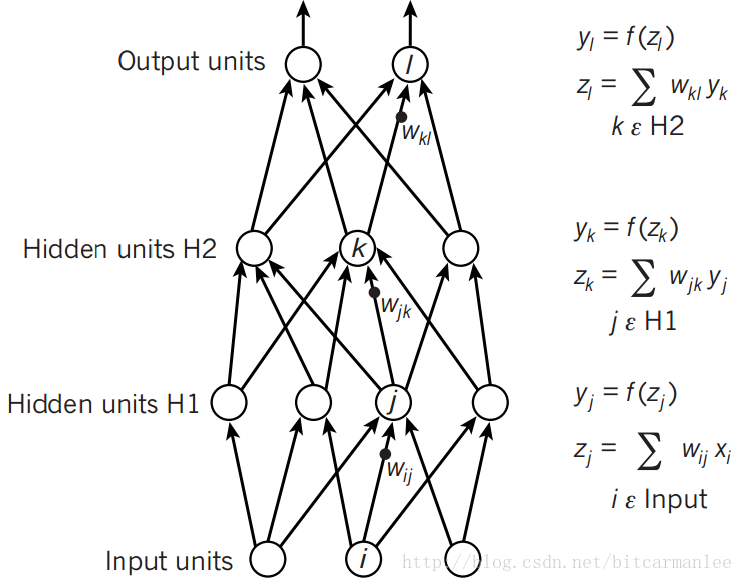 Output units
l
y_l = f(z_l)
z_l = ∑ w_kl y_k
k ε H2
w_kl
Hidden units H2
k
y_k = f(z_k)
z_k = ∑ w_jk y_j
j ε H1
w_jk
Hidden units H1
j
y_j = f(z_j)
z_j = ∑ w_ij x_i
i ε Input
w_ij
Input units
i
http://blog.csdn.net/bitcarmanlee